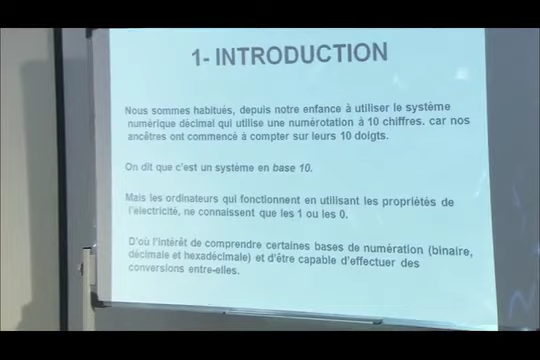 1- INTRODUCTION
Nous sommes habitués, depuis notre enfance à utiliser le système
numérique décimal qui utilise une numérotation à 10 chiffres. car nos
ancêtres ont commencé à compter sur leurs 10 doigts.
On dit que c'est un système en base 10.
Mais les ordinateurs qui fonctionnent en utilisant les propriétés de
l'électricité, ne connaissent que les 1 ou les 0.
D'où l'intérêt de comprendre certaines bases de numération (binaire,
décimale et hexadécimale) et d'être capable d'effectuer des
conversions entre-elles.